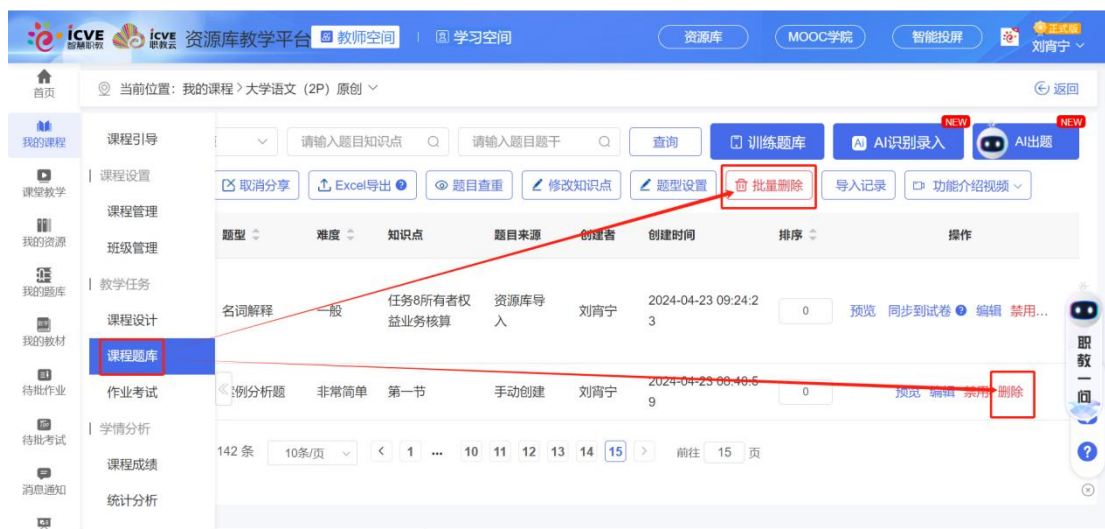 icve 智慧职教 icve 职教云 资源库教学平台 教师空间 学习空间 资源库 MOOC学院 智能投屏 正式版 刘宵宁
首页 当前位置：我的课程 > 大学语文（2P）原创 返回
我的课程
课堂教学
我的资源
我的题库
我的教材
待批作业
待批考试
消息通知
课程引导
课程设置
课程管理
班级管理
教学任务
课程设计
课程题库
作业考试
学情分析
课程成绩
统计分析
请输入题目知识点 请输入题目题干 查询 训练题库 AI识别录入 NEW AI出题 NEW
取消分享 Excel导出 题目查重 修改知识点 题型设置 批量删除 导入记录 功能介绍视频
题型 难度 知识点 题目来源 创建者 创建时间 排序 操作
名词解释 一般 任务8所有者权益业务核算 资源库导入 刘宵宁 2024-04-23 09:24:23 0 预览 同步到试卷 编辑 禁用...
例分析题 非常简单 第一节 手动创建 刘宵宁 2024-04-23 08:40:59 0 预览 编辑 禁用 删除
142 条 10条/页 1 ... 10 11 12 13 14 15 前往 15 页
职教一问